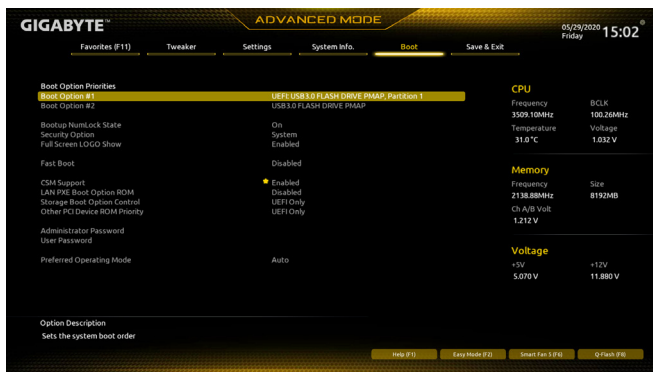 GIGABYTE™
ADVANCED MODE
05/29/2020
Friday
15:02
Favorites (F11) Tweaker Settings System Info. Boot Save & Exit
Boot Option Priorities
Boot Option #1 UEFI: USB3.0 FLASH DRIVE PMAP, Partition 1
Boot Option #2 USB3.0 FLASH DRIVE PMAP
Bootup NumLock State On
Security Option System
Full Screen LOGO Show Enabled
Fast Boot Disabled
CSM Support Enabled
LAN PXE Boot Option ROM Disabled
Storage Boot Option Control UEFI Only
Other PCI Device ROM Priority UEFI Only
Administrator Password
User Password
Preferred Operating Mode Auto
CPU
Frequency BCLK
3509.10MHz 100.26MHz
Temperature Voltage
31.0 °C 1.032 V
Memory
Frequency Size
2138.88MHz 8192MB
Ch A/B Volt
1.212 V
Voltage
+5V +12V
5.070 V 11.880 V
Option Description
Sets the system boot order
Help (F1) Easy Mode (F2) Smart Fan 5 (F6) Q-Flash (F8)